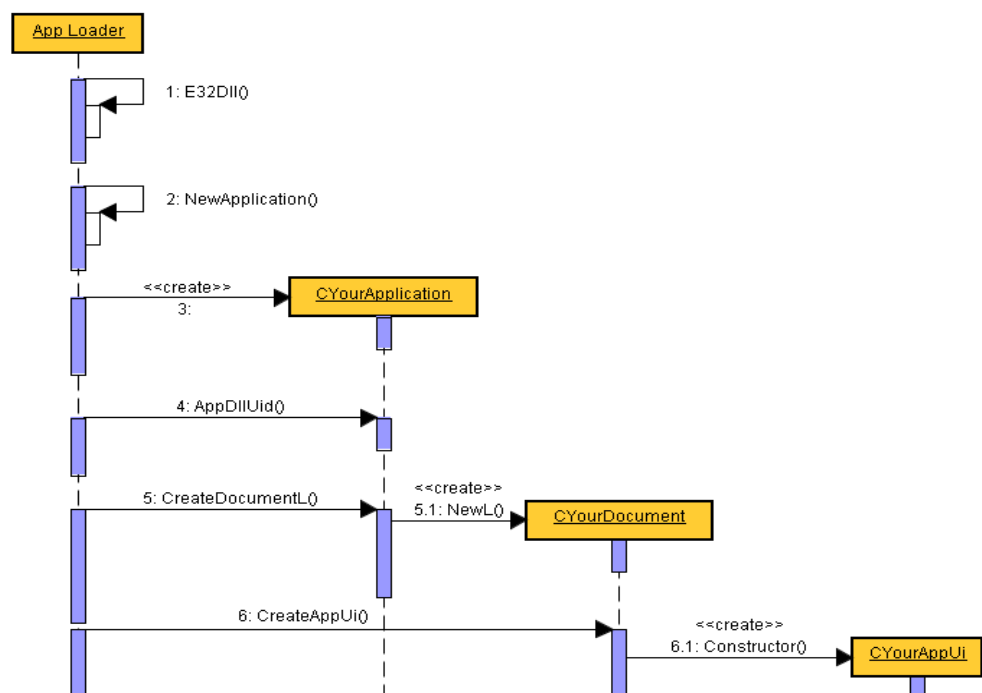 App Loader
1: E32Dll()
2: NewApplication()
<<create>>
3:
CYourApplication
4: AppDllUid()
5: CreateDocumentL()
<<create>>
5.1: NewL()
CYourDocument
6: CreateAppUi()
<<create>>
6.1: Constructor()
CYourAppUi